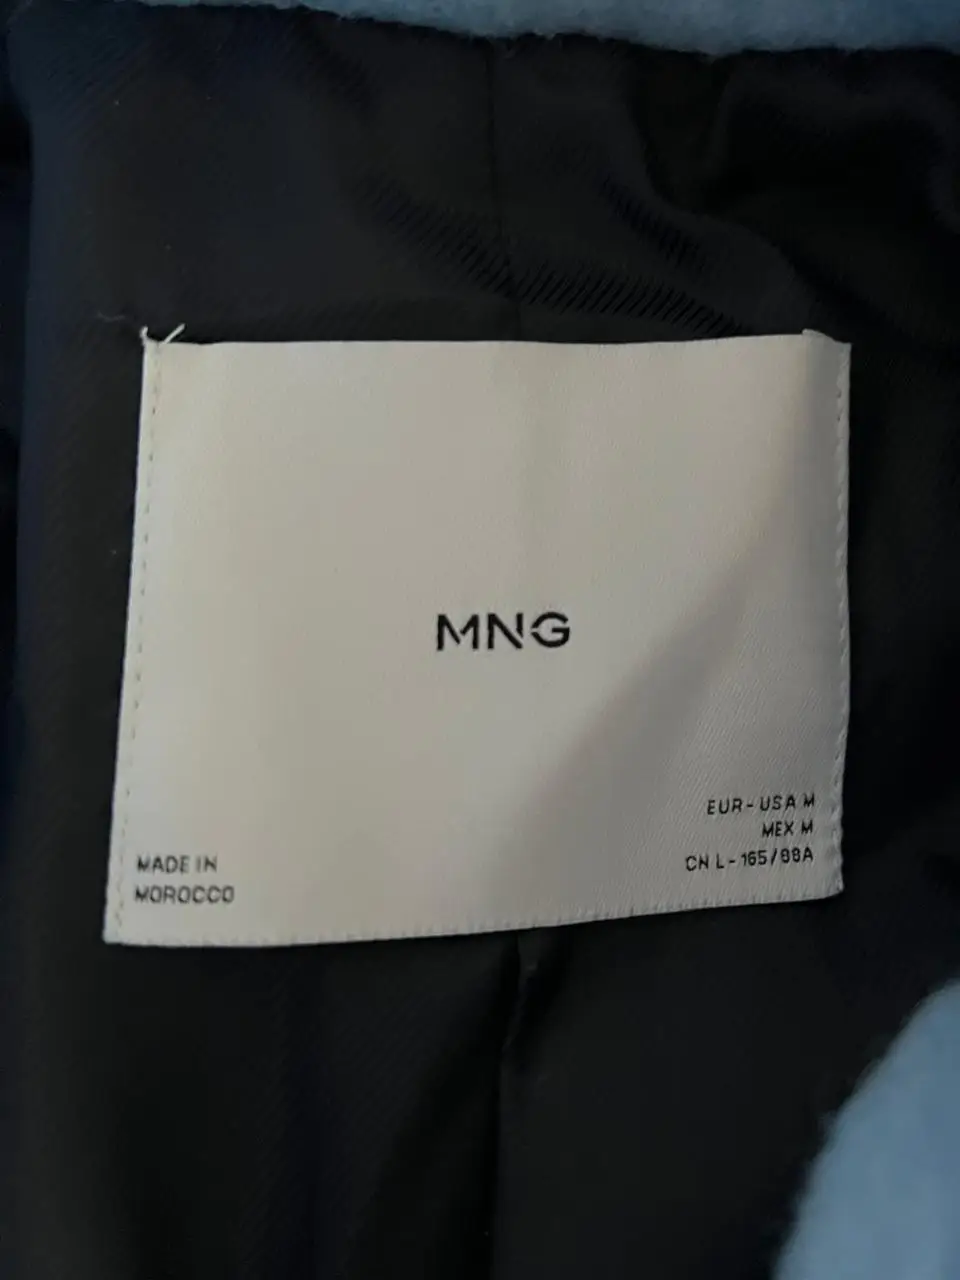 MNG
EUR-USA M
MEX M
CN L-165/88A
MADE IN
MOROCCO